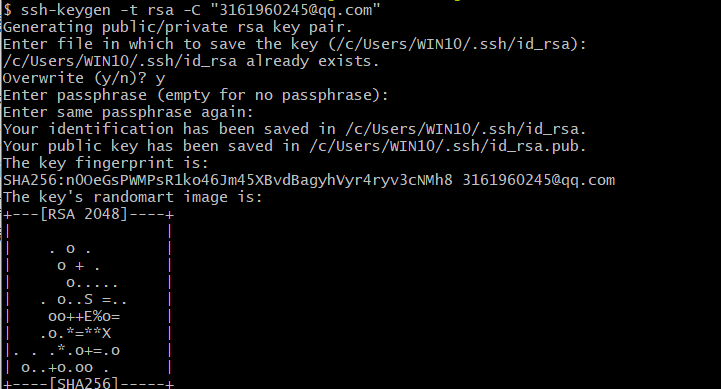 $ ssh-keygen -t rsa -C "3161960245@qq.com"
Generating public/private rsa key pair.
Enter file in which to save the key (/c/Users/WIN10/.ssh/id_rsa):
/c/Users/WIN10/.ssh/id_rsa already exists.
Overwrite (y/n)? y
Enter passphrase (empty for no passphrase):
Enter same passphrase again:
Your identification has been saved in /c/Users/WIN10/.ssh/id_rsa.
Your public key has been saved in /c/Users/WIN10/.ssh/id_rsa.pub.
The key fingerprint is:
SHA256:nOOeGsPWMPsR1ko46Jm45XBvdBagyhVyr4ryv3cNMh8 3161960245@qq.com
The key's randomart image is:
+---[RSA 2048]----+
|                 |
|    . o .        |
|     o + .       |
|      o.....     |
|   . o..S =..    |
|    oo++E%o=     |
|   .o.*=**X      |
|. . .*.o+=.o     |
| o..+o.oo .      |
+----[SHA256]-----+